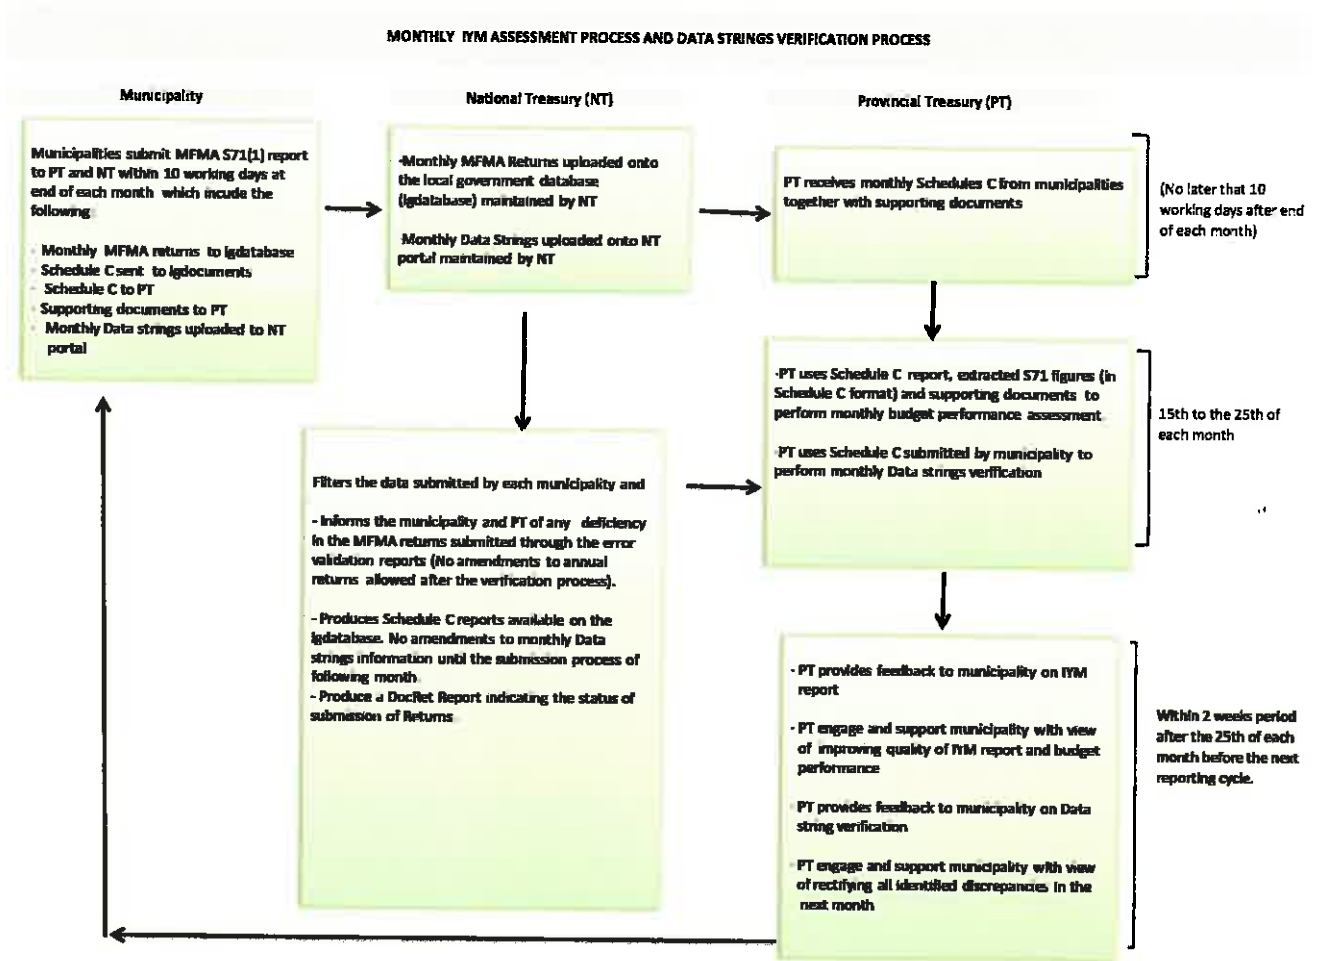 MONTHLY IYM ASSESSMENT PROCESS AND DATA STRINGS VERIFICATION PROCESS
Municipality
Municipalities submit MFMA S71(1) report
to PT and NT within 10 working days at
end of each month which incude the
following
- Monthly MFMA returns to lgdatabase
- Schedule C sent to lgdocuments
- Schedule C to PT
- Supporting documents to PT
- Monthly Data strings uploaded to NT
portal
National Treasury (NT)
-Monthly MFMA Returns uploaded onto
the local government database
(lgdatabase) maintained by NT
-Monthly Data Strings uploaded onto NT
portal maintained by NT
Filters the data submitted by each municipality and
- Informs the municipality and PT of any deficiency
in the MFMA returns submitted through the error
validation reports (No amendments to annual
returns allowed after the verification process).
- Produces Schedule C reports available on the
lgdatabase. No amendments to monthly Data
strings information until the submission process of
following month
- Produce a DocRet Report indicating the status of
submission of Returns
Provincial Treasury (PT)
PT receives monthly Schedules C from municipalities
together with supporting documents
(No later that 10
working days after end
of each month)
-PT uses Schedule C report, extracted S71 figures (in
Schedule C format) and supporting documents to
perform monthly budget performance assessment
-PT uses Schedule C submitted by municipality to
perform monthly Data strings verification
15th to the 25th of
each month
- PT provides feedback to municipality on IYM
report
- PT engage and support municipality with view
of improving quality of IYM report and budget
performance
- PT provides feedback to municipality on Data
string verification
- PT engage and support municipality with view
of rectifying all identified discrepancies in the
next month
Within 2 weeks period
after the 25th of each
month before the next
reporting cycle.